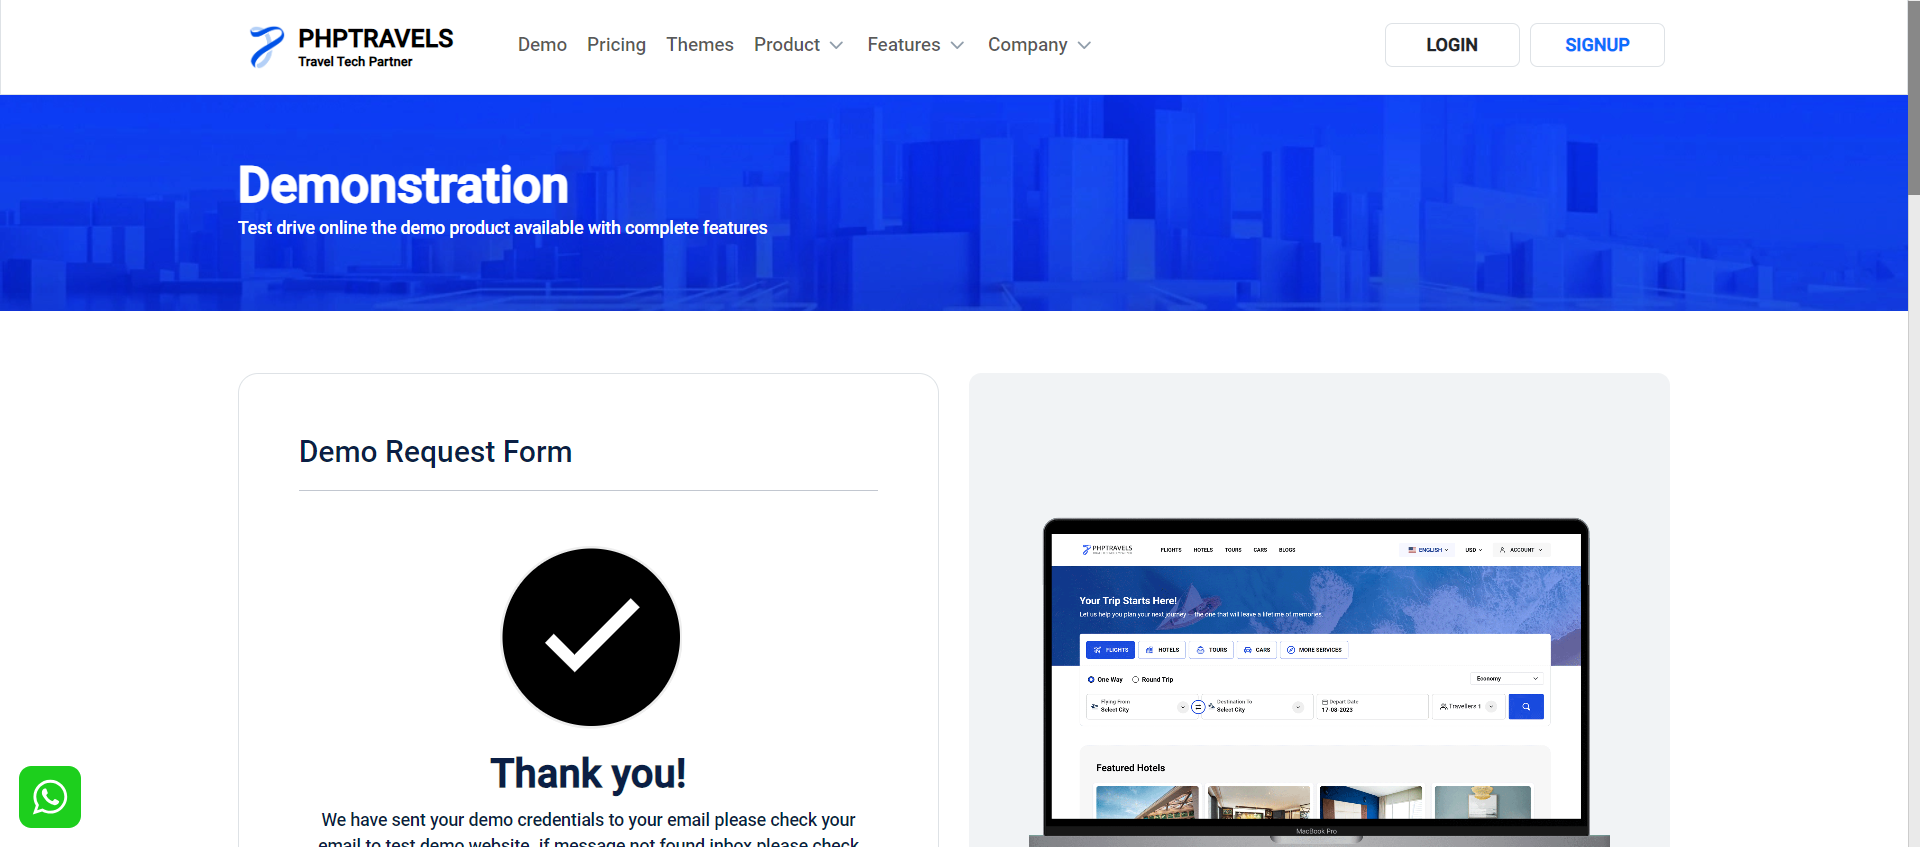 PHPTRAVELS
Travel Tech Partner
Demo
Pricing
Themes
Product
Features
Company
LOGIN
SIGNUP
Demonstration
Test drive online the demo product available with complete features
Demo Request Form
Thank you!
We have sent your demo credentials to your email please check your
email to test demo website. if message not found inbox please check
PHPTRAVELS
FLIGHTS
HOTELS
TOURS
CARS
BLOGS
ENGLISH
USD
ACCOUNT
Your Trip Starts Here!
Let us help you plan your next journey - the one that will leave a lifetime of memories.
FLIGHTS
HOTELS
TOURS
CARS
MORE SERVICES
One Way
Round Trip
Economy
Flying From
Select City
Destination To
Select City
Depart Date
17-08-2023
Travellers 1
Featured Hotels
MacBook Pro